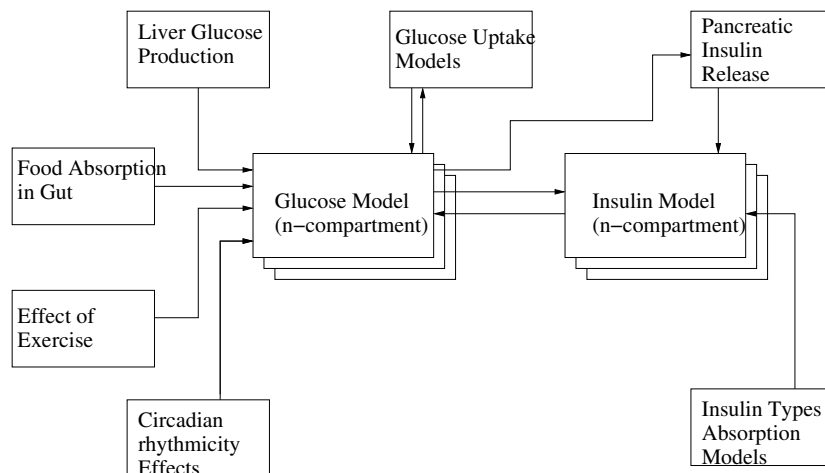 Liver Glucose
Production
Glucose Uptake
Models
Pancreatic
Insulin
Release
Food Absorption
in Gut
Glucose Model
(n−compartment)
Insulin Model
(n−compartment)
Effect of
Exercise
Circadian
rhythmicity
Effects
Insulin Types
Absorption
Models